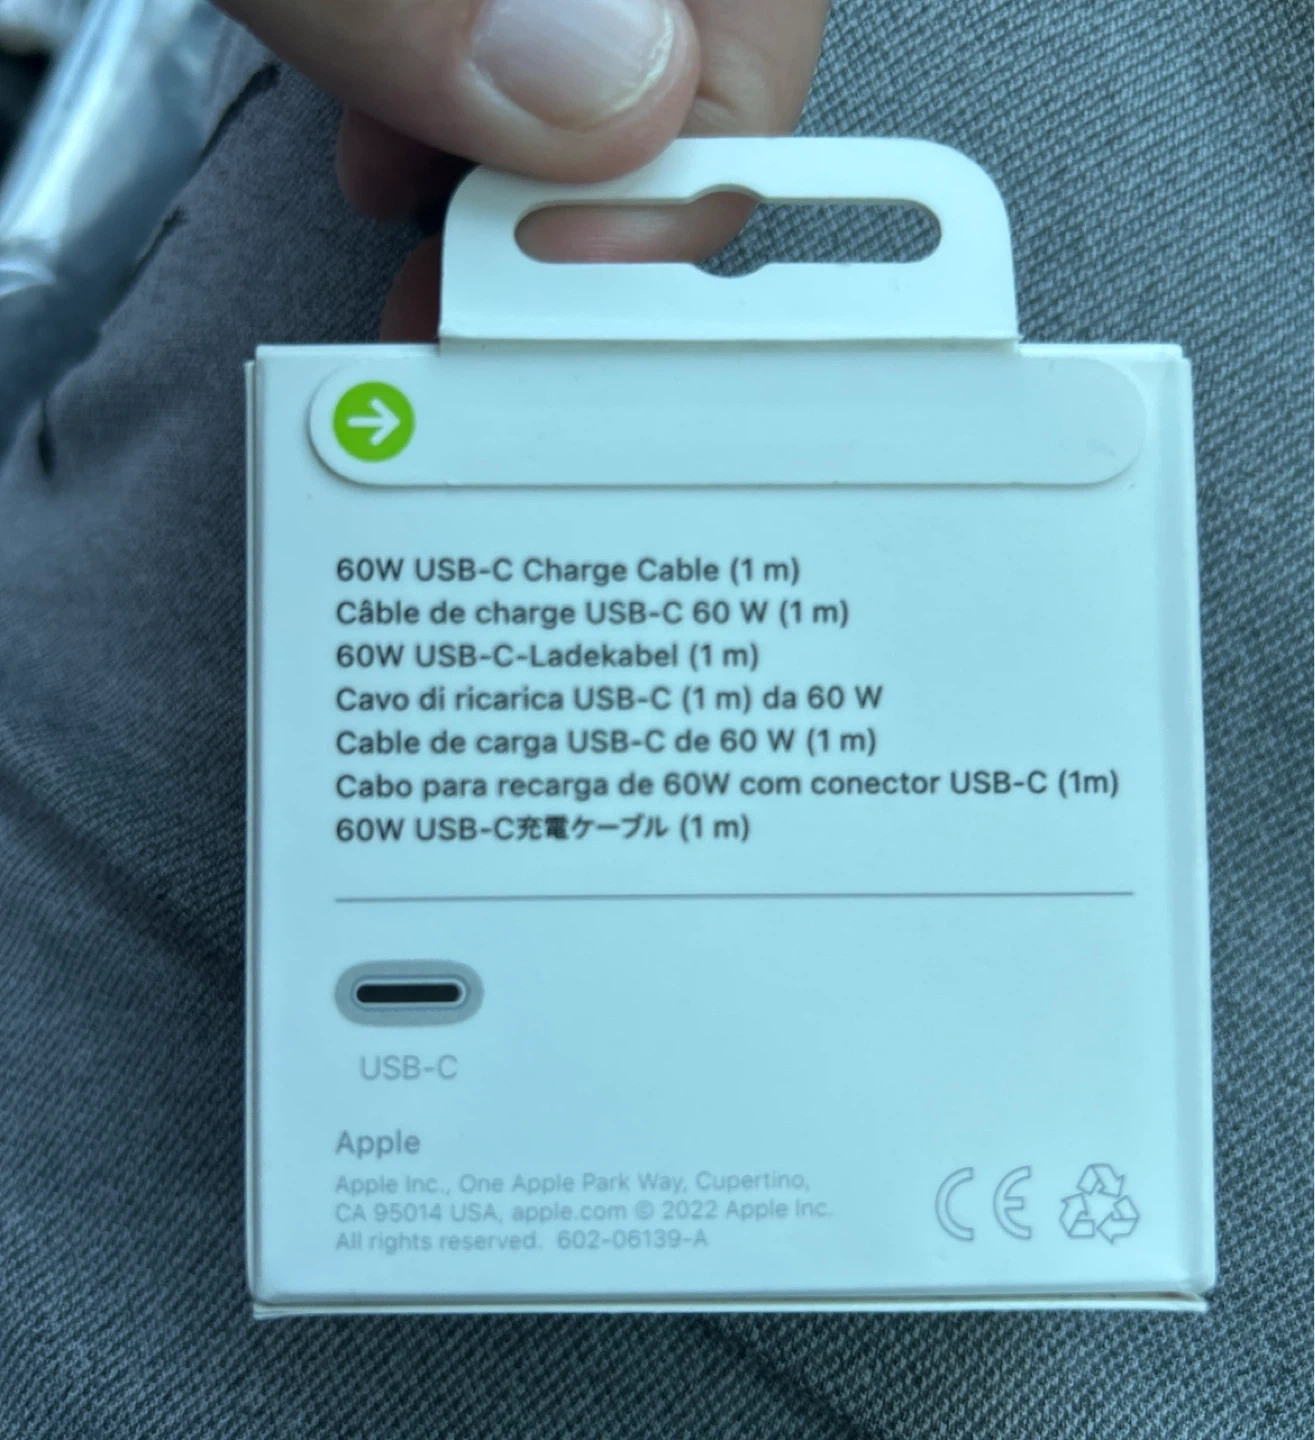 60W USB-C Charge Cable (1 m)
Câble de charge USB-C 60 W (1 m)
60W USB-C-Ladekabel (1 m)
Cavo di ricarica USB-C (1 m) da 60 W
Cable de carga USB-C de 60 W (1 m)
Cabo para recarga de 60W com conector USB-C (1m)
60W USB-C充電ケーブル (1 m)
USB-C
Apple
Apple Inc., One Apple Park Way, Cupertino,
CA 95014 USA, apple.com © 2022 Apple Inc.
All rights reserved. 602-06139-A
CE